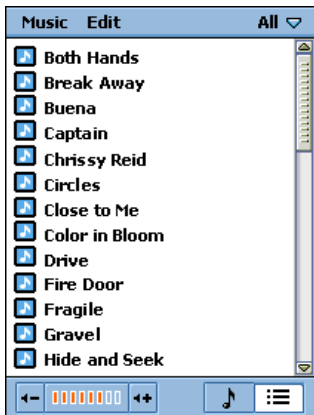 Music Edit All
Both Hands
Break Away
Buena
Captain
Chrissy Reid
Circles
Close to Me
Color in Bloom
Drive
Fire Door
Fragile
Gravel
Hide and Seek